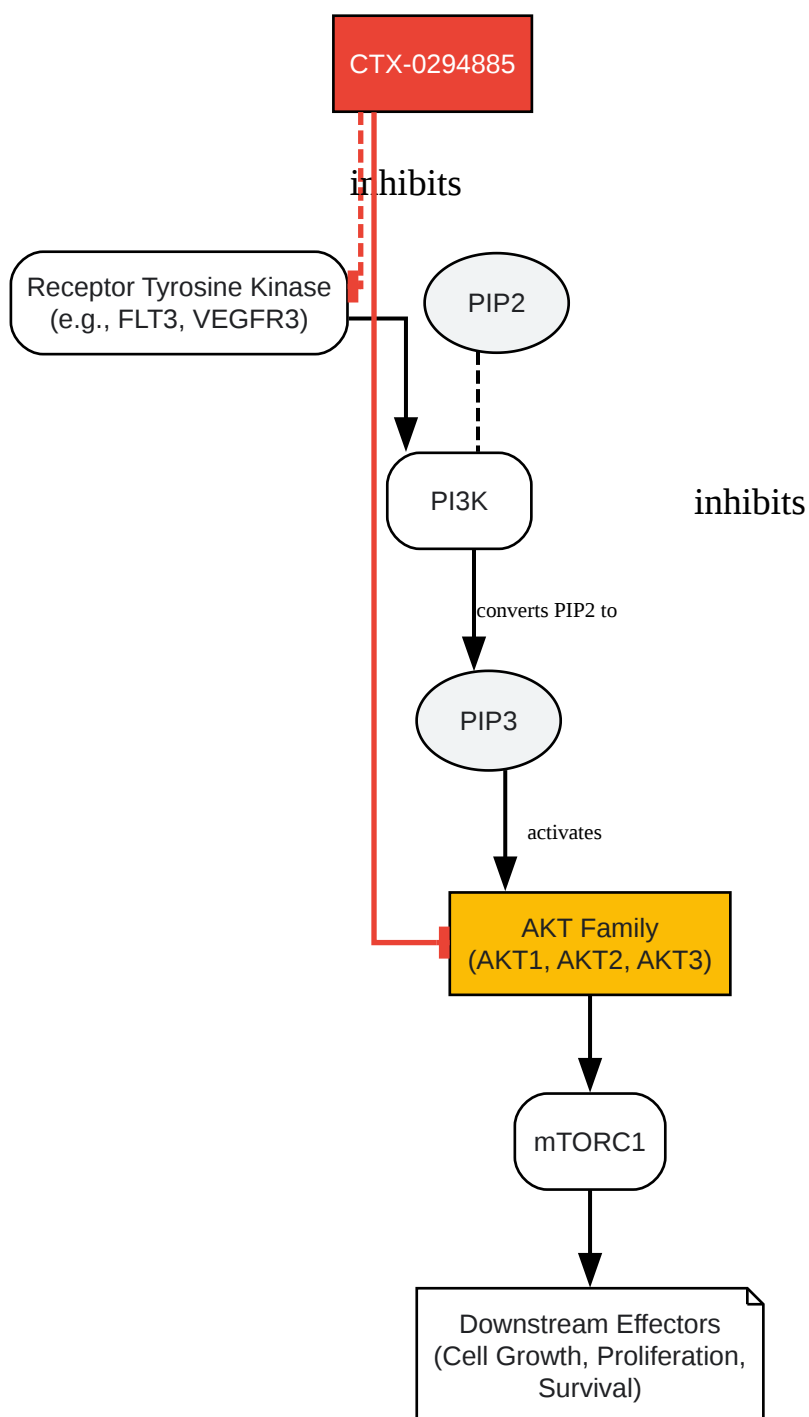 CTX-0294885
inhibits
Receptor Tyrosine Kinase
(e.g., FLT3, VEGFR3)
PIP2
PI3K
inhibits
converts PIP2 to
PIP3
activates
AKT Family
(AKT1, AKT2, AKT3)
mTORC1
Downstream Effectors
(Cell Growth, Proliferation,
Survival)